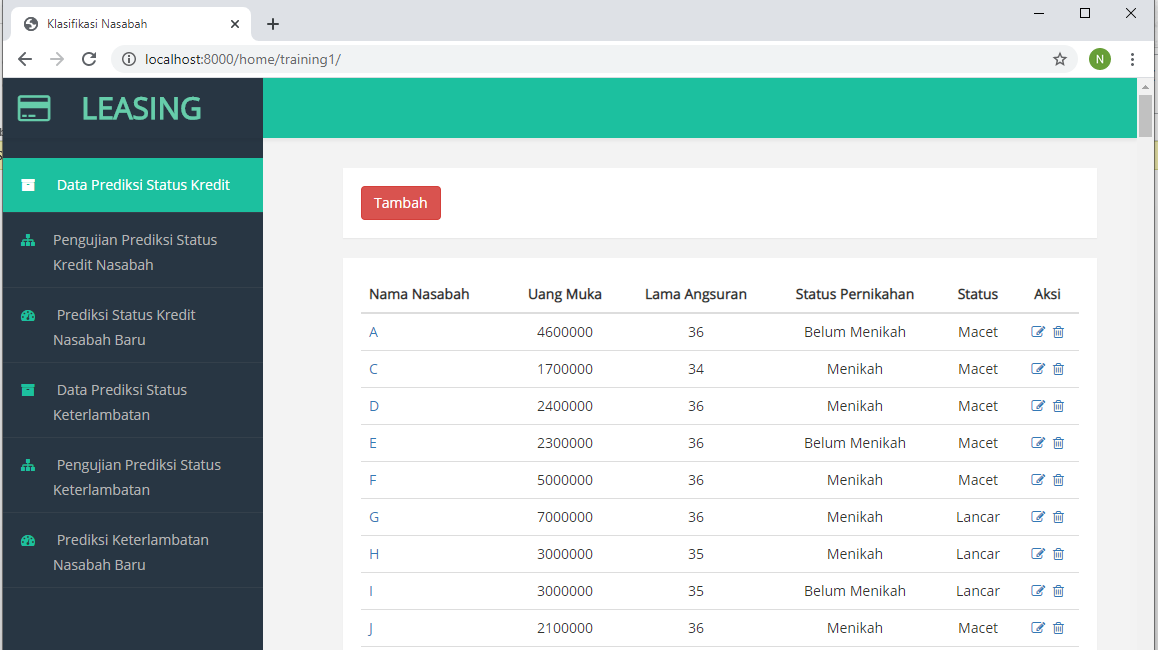 Klasifikasi Nasabah
localhost:8000/home/training1/
N
LEASING
Data Prediksi Status Kredit
Pengujian Prediksi Status
Kredit Nasabah
Prediksi Status Kredit
Nasabah Baru
Data Prediksi Status
Keterlambatan
Pengujian Prediksi Status
Keterlambatan
Prediksi Keterlambatan
Nasabah Baru
Tambah
Nama Nasabah Uang Muka Lama Angsuran Status Pernikahan Status Aksi
A 4600000 36 Belum Menikah Macet
C 1700000 34 Menikah Macet
D 2400000 36 Menikah Macet
E 2300000 36 Belum Menikah Macet
F 5000000 36 Menikah Macet
G 7000000 36 Menikah Lancar
H 3000000 35 Menikah Lancar
I 3000000 35 Belum Menikah Lancar
J 2100000 36 Menikah Macet